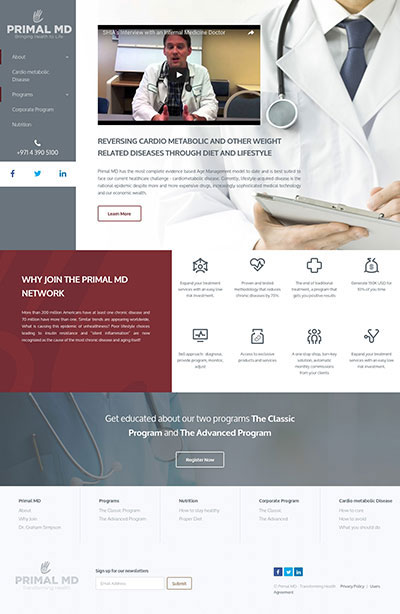 PRIMAL MD
Bringing Health to Life
About
Cardio metabolic
Disease
Programs
Corporate Program
Nutrition
+971 4 390 5100
SHIA's Interview with an Internal Medicine Doctor
REVERSING CARDIO METABOLIC AND OTHER WEIGHT
RELATED DISEASES THROUGH DIET AND LIFESTYLE
Primal MD has the most complete evidence based Age Management model to date and is best suited to
face our current healthcare challenge - cardiometabolic disease. Currently, lifestyle-acquired disease is the
national epidemic despite more and more expensive drugs, increasingly sophisticated medical technology
and our economic wealth.
Learn More
WHY JOIN THE PRIMAL MD
NETWORK
More than 200 million Americans have at least one chronic disease and
70 million have more than one. Similar trends are appearing worldwide.
What is causing this epidemic of unhealthiness? Poor lifestyle choices
leading to insulin resistance and "silent inflammation" are now
recognized as the cause of the most chronic disease and aging itself!
Expand your treatment
services with an easy low
risk investment.
Proven and tested
methodology that reduces
chronic diseases by 75%
The end of traditional
treatment, a program that
gets you positive results
Generate 150K USD for
10% of you time
Sell approach: diagnose,
provide program, monitor,
adjust
Access to exclusive
products and services
A one stop shop, turn key
solution, automate
monthly commissions
from your clients
Expand your treatment
services with an easy low
risk investment.
Get educated about our two programs The Classic
Program and The Advanced Program
Register Now
Primal MD
About
Why Join
Dr. Graham Simpson
Programs
The Classic Program
The Advanced Program
Nutrition
How to stay healthy
Proper Diet
Corporate Program
The Classic
The Advanced
Cardio metabolic Disease
How to cure
How to avoid
What you should do
PRIMAL MD
Transforming Health
Sign up for our newsletters
Email Address
Submit
© Primal MD. Transforming Health Privacy Policy | Users
Agreement